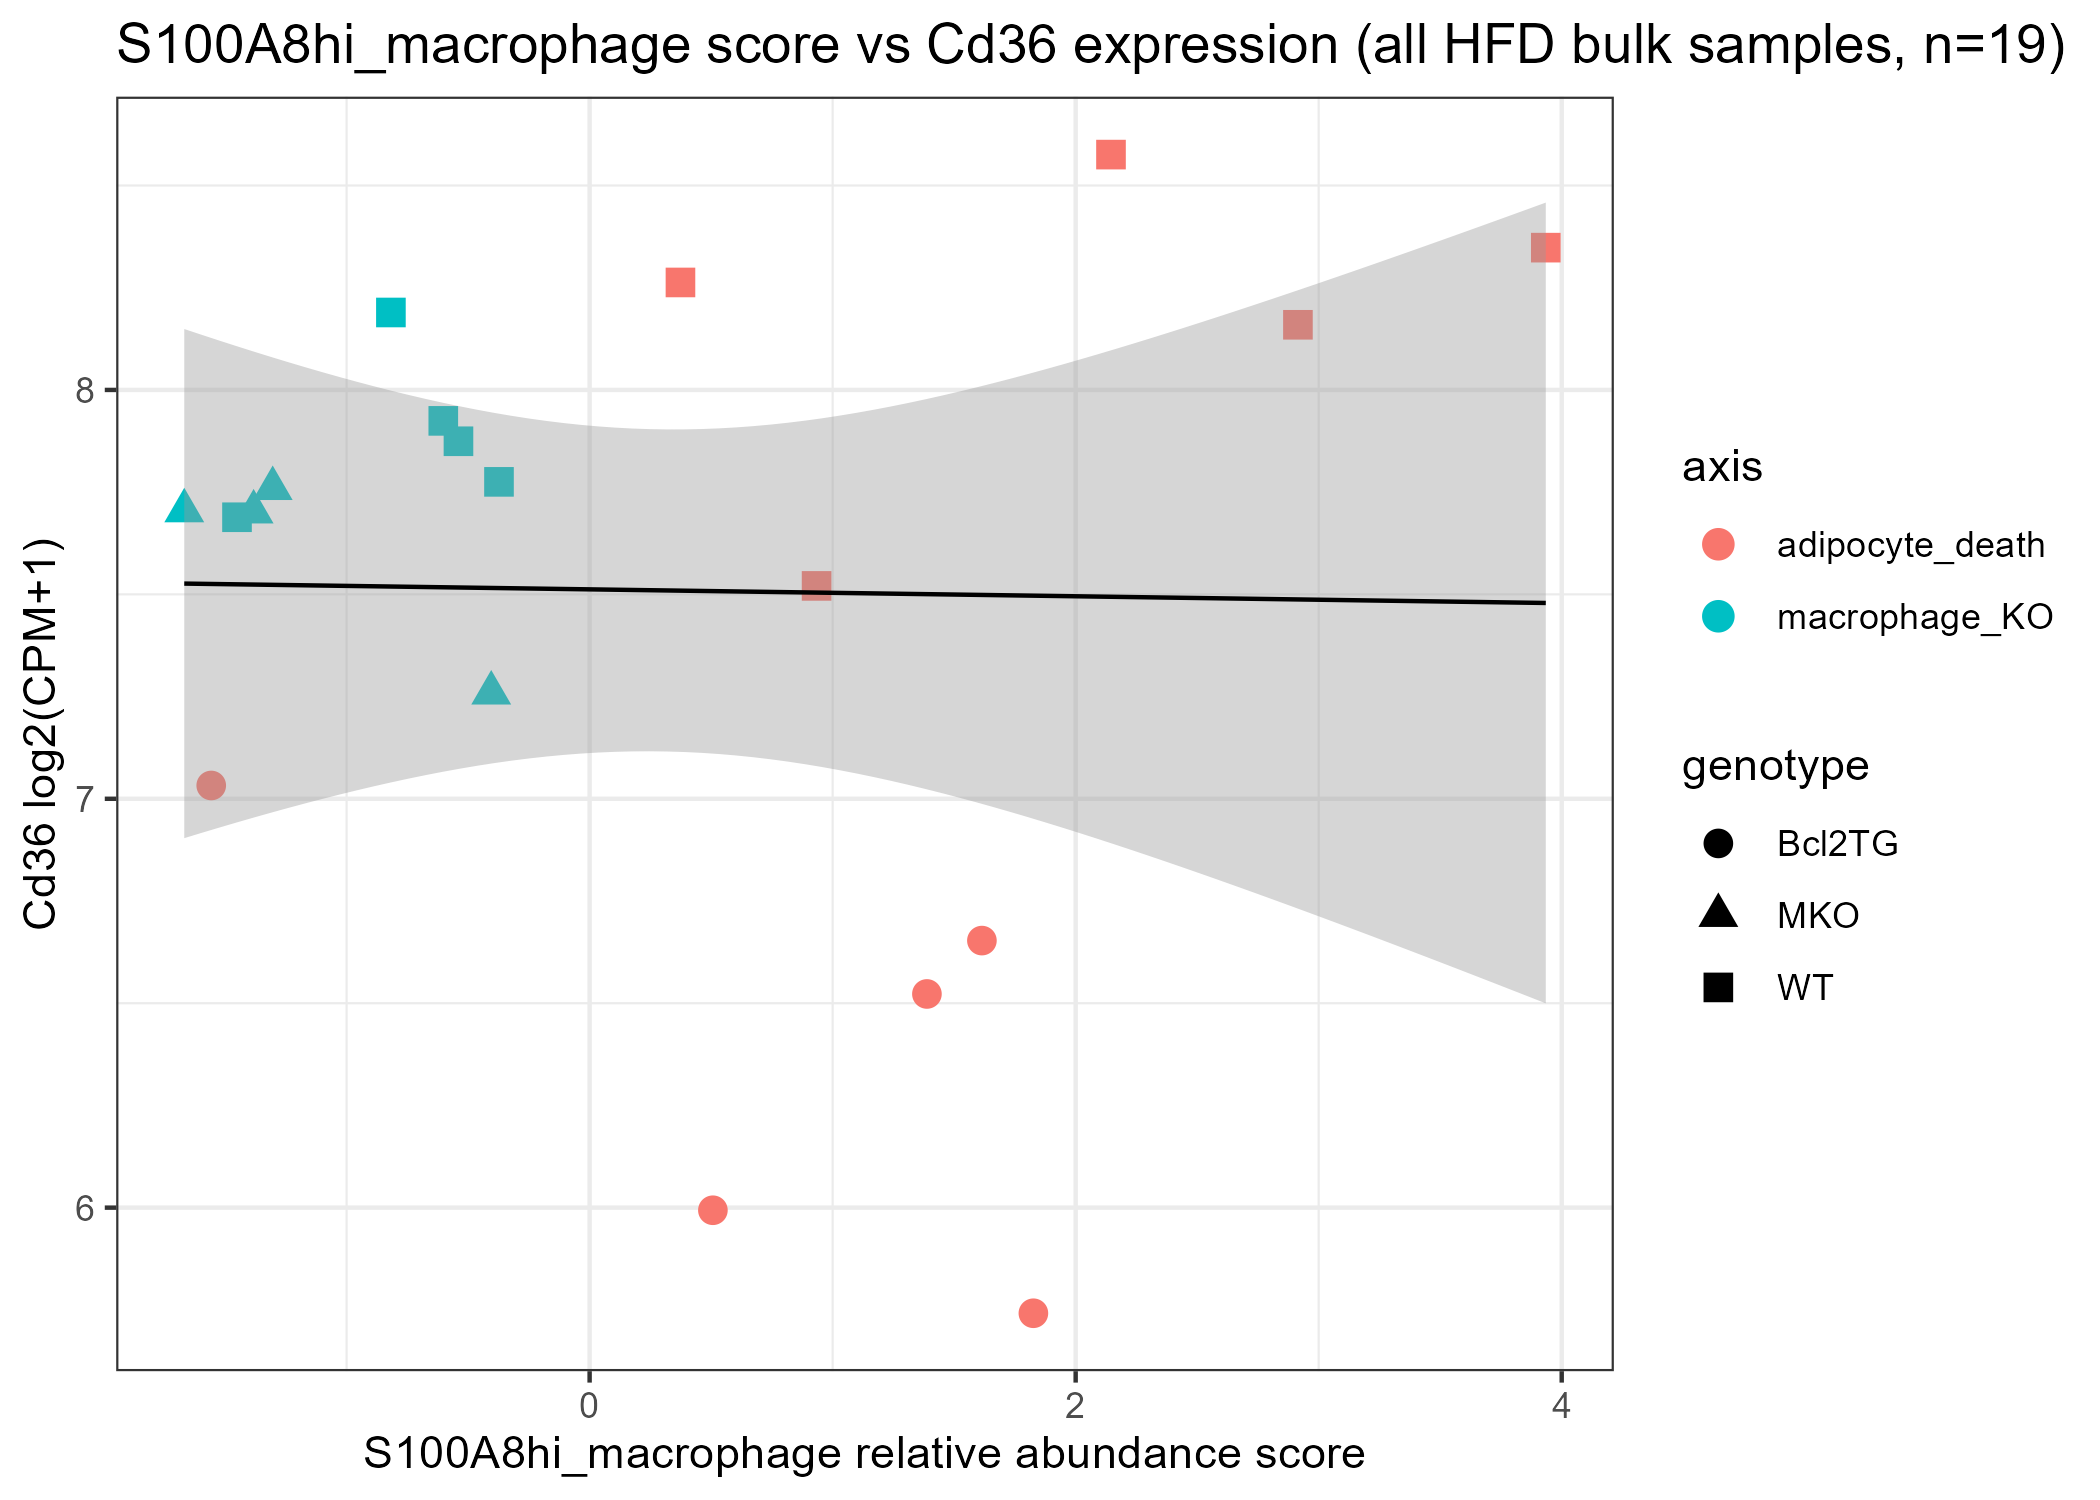 S100A8hi_macrophage score vs Cd36 expression (all HFD bulk samples, n=19)
Cd36 log2(CPM+1)
8
7
6
0
2
4
S100A8hi_macrophage relative abundance score
axis
adipocyte_death
macrophage_KO
genotype
Bcl2TG
MKO
WT